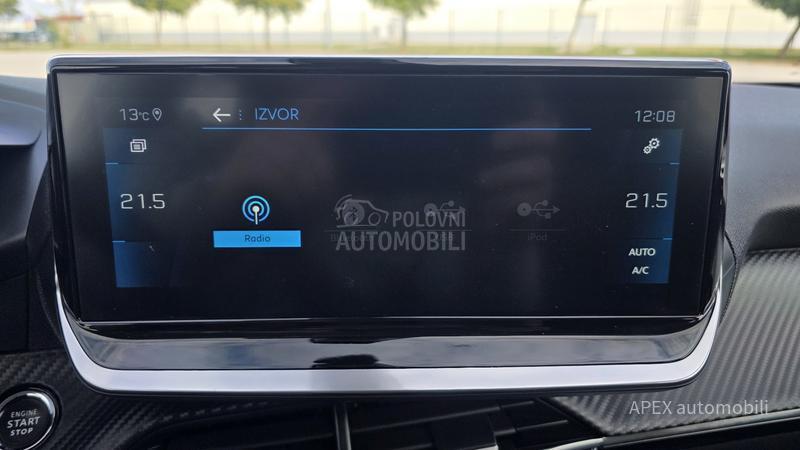 13°C
IZVOR
12:08
21.5
21.5
Radio
iPod
POLOVNI
AUTOMOBILI
AUTO
A/C
ENGINE
START
STOP
APEX automobili